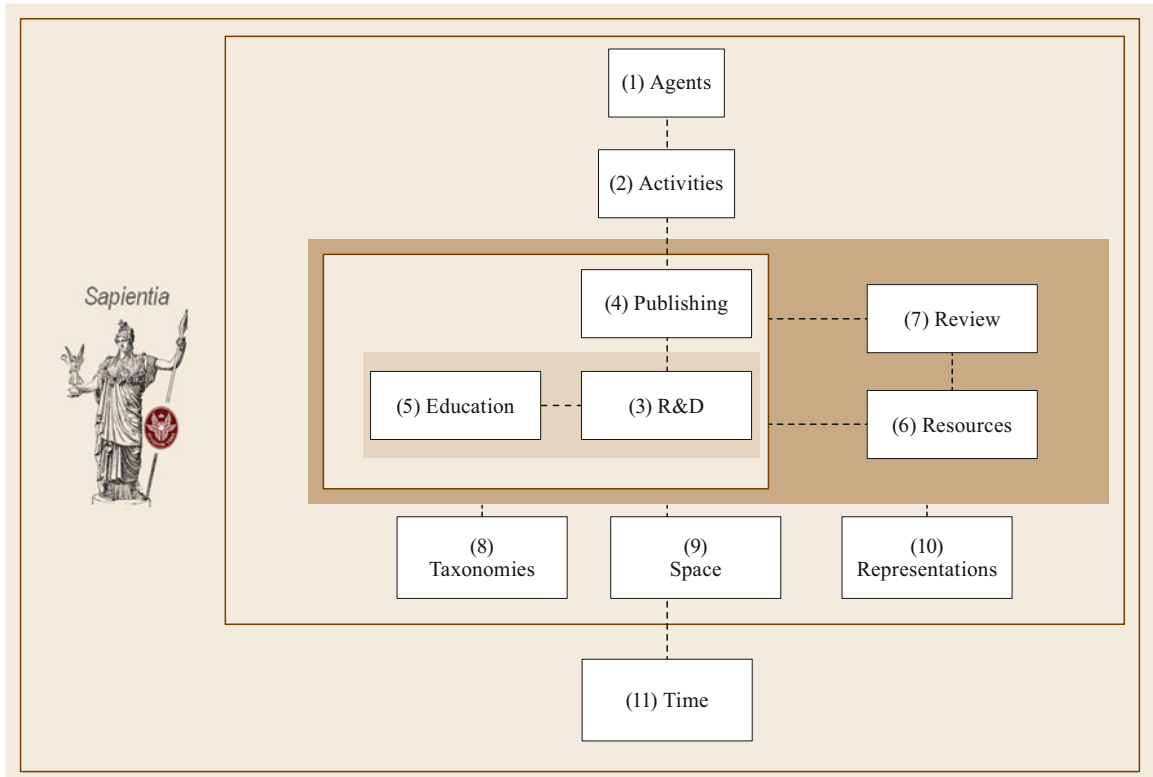 (1) Agents
(2) Activities
Sapientia
(4) Publishing
(7) Review
(5) Education
(3) R&D
(6) Resources
(8)
Taxonomies
(9)
Space
(10)
Representations
(11) Time